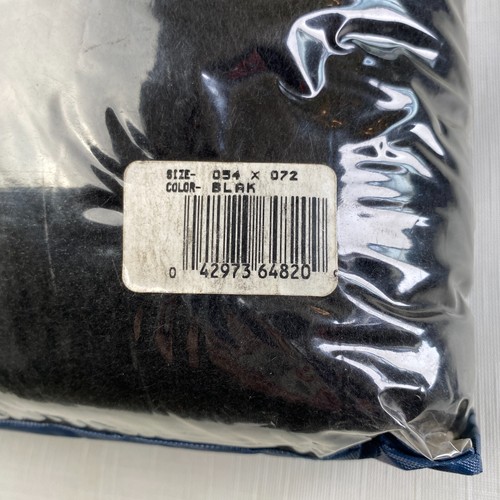 SIZE- 054 X 072
COLOR- BLAK
0 42973 64820